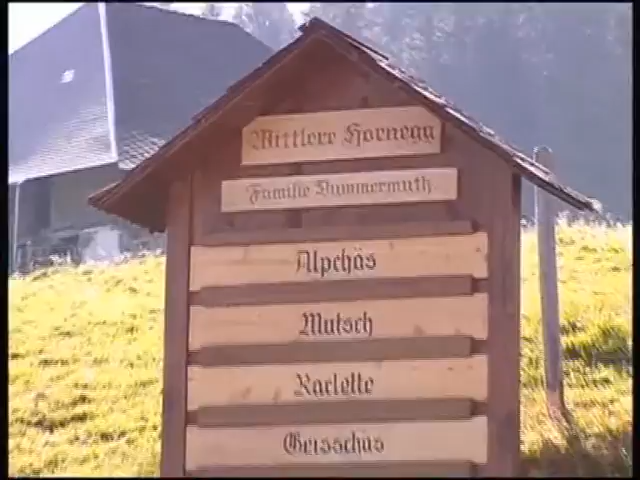 Mittlere Hornegg
Familie Dummermuth
Alpchäs
Mutsch
Raclette
Geisschäs